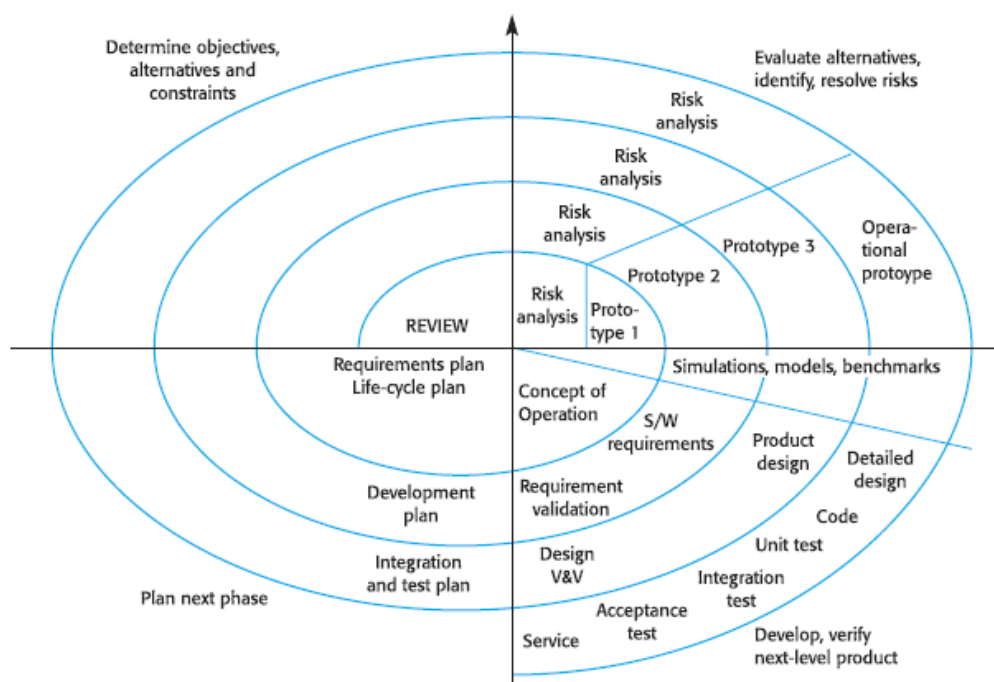 Determine objectives,
alternatives and
constraints
Evaluate alternatives,
identify, resolve risks
Risk
analysis
Risk
analysis
Risk
analysis
Risk
analysis
Proto-
type 1
Prototype 2
Prototype 3
Opera-
tional
protoype
REVIEW
Requirements plan
Life-cycle plan
Development
plan
Integration
and test plan
Plan next phase
Simulations, models, benchmarks
Concept of
Operation
S/W
requirements
Requirement
validation
Product
design
Design
V&V
Detailed
design
Code
Unit test
Integration
test
Acceptance
test
Service
Develop, verify
next-level product